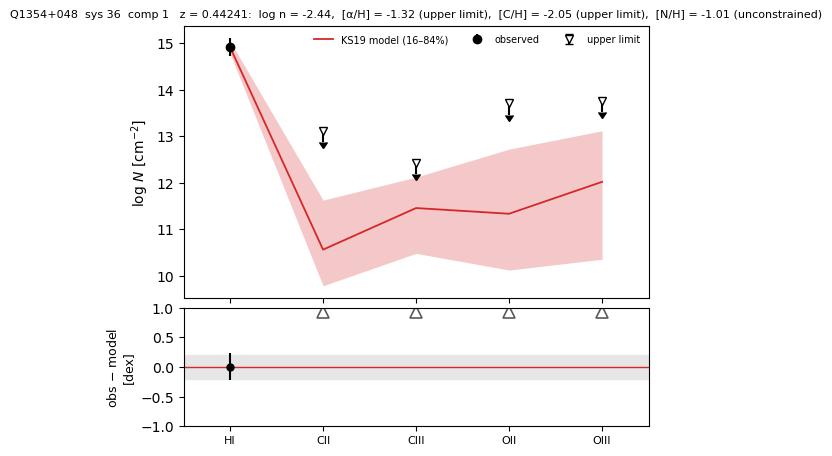 Q1354+048  sys 36  comp 1   z = 0.44241:  log n = -2.44,  [α/H] = -1.32 (upper limit),  [C/H] = -2.05 (upper limit),  [N/H] = -1.01 (unconstrained)
KS19 model (16–84%)
observed
upper limit
log N [cm−2]
15
14
13
12
11
10
obs − model
[dex]
1.0
0.5
0.0
−0.5
−1.0
HI
CII
CIII
OII
OIII